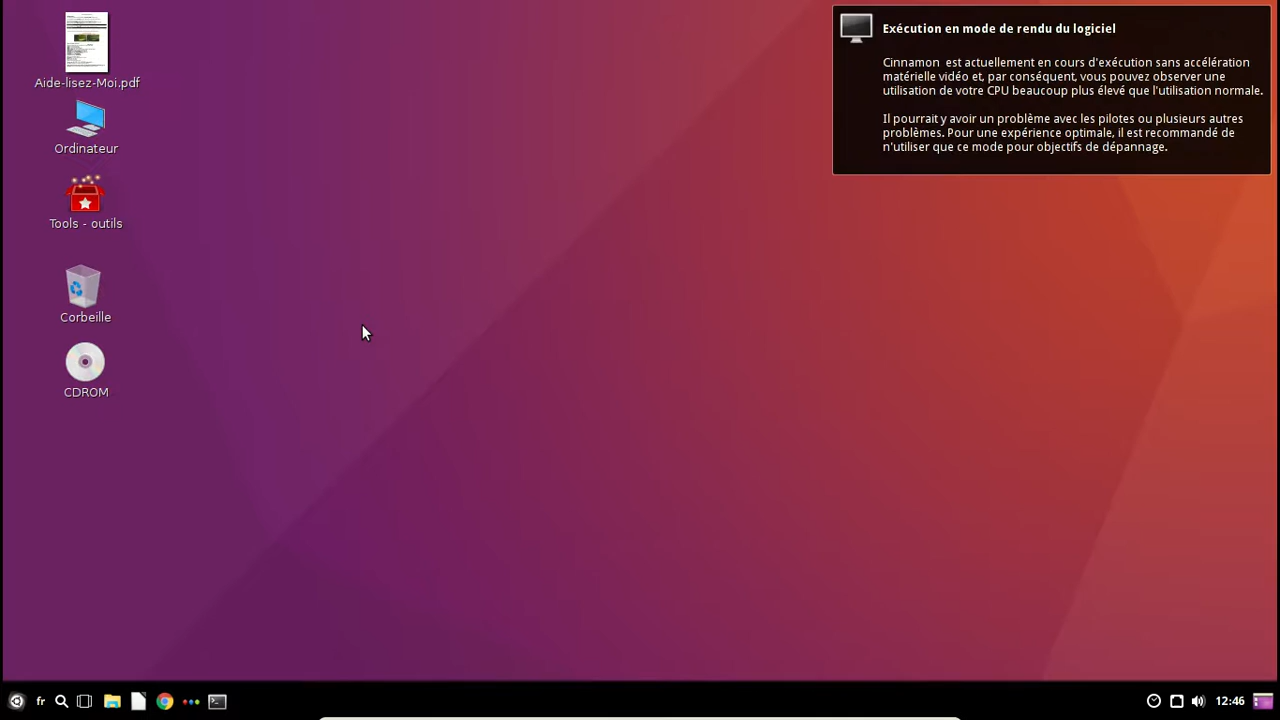 Aide-lisez-Moi.pdf
Ordinateur
Tools - outils
Corbeille
CDROM
Exécution en mode de rendu du logiciel
Cinnamon est actuellement en cours d'exécution sans accélération
matérielle vidéo et, par conséquent, vous pouvez observer une
utilisation de votre CPU beaucoup plus élevé que l'utilisation normale.
Il pourrait y avoir un problème avec les pilotes ou plusieurs autres
problèmes. Pour une expérience optimale, il est recommandé de
n'utiliser que ce mode pour objectifs de dépannage.
fr
12:46